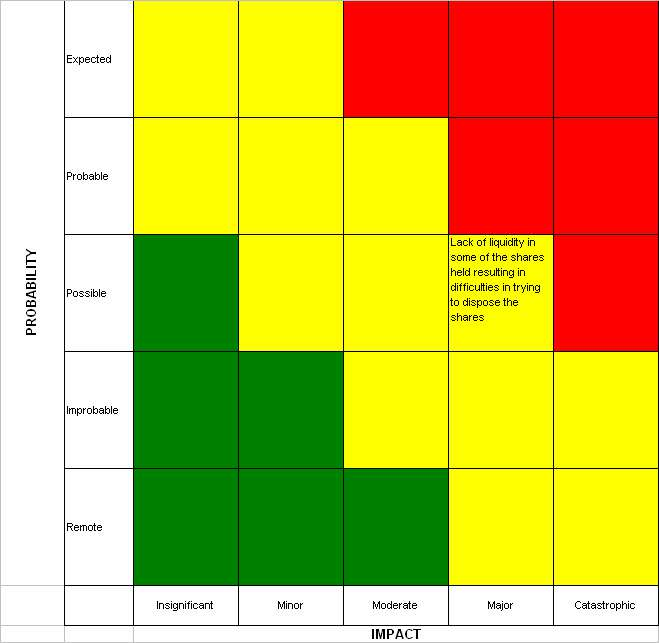 Expected
Probable
PROBABILITY
Possible
Lack of liquidity in
some of the shares
held resulting in
difficulties in trying
to dispose the
shares
Improbable
Remote
Insignificant
Minor
Moderate
Major
Catastrophic
IMPACT